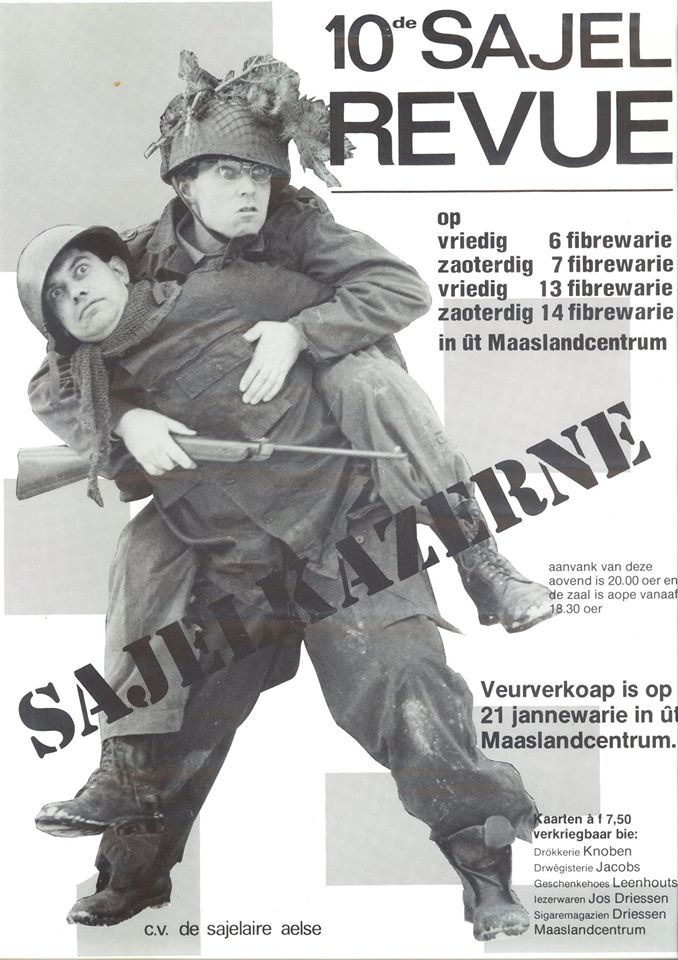 10de SAJEL
REVUE
op
vriedig 6 fibrewarie
zaoterdig 7 fibrewarie
vriedig 13 fibrewarie
zaoterdig 14 fibrewarie
in ût Maaslandcentrum
SAJELKAZERNE
aanvank van deze
aovend is 20.00 oer en
de zaal is aope vanaaf
18.30 oer
Veurverkoap is op
21 jannewarie in ût
Maaslandcentrum.
Kaarten à f 7,50
verkriegbaar bie:
Drökkerie Knoben
Drwègisterie Jacobs
Geschenkehoes Leenhouts
Iezerwaren Jos Driessen
Sigaremagazien Driessen
Maaslandcentrum
c.v. de sajelaire aelse